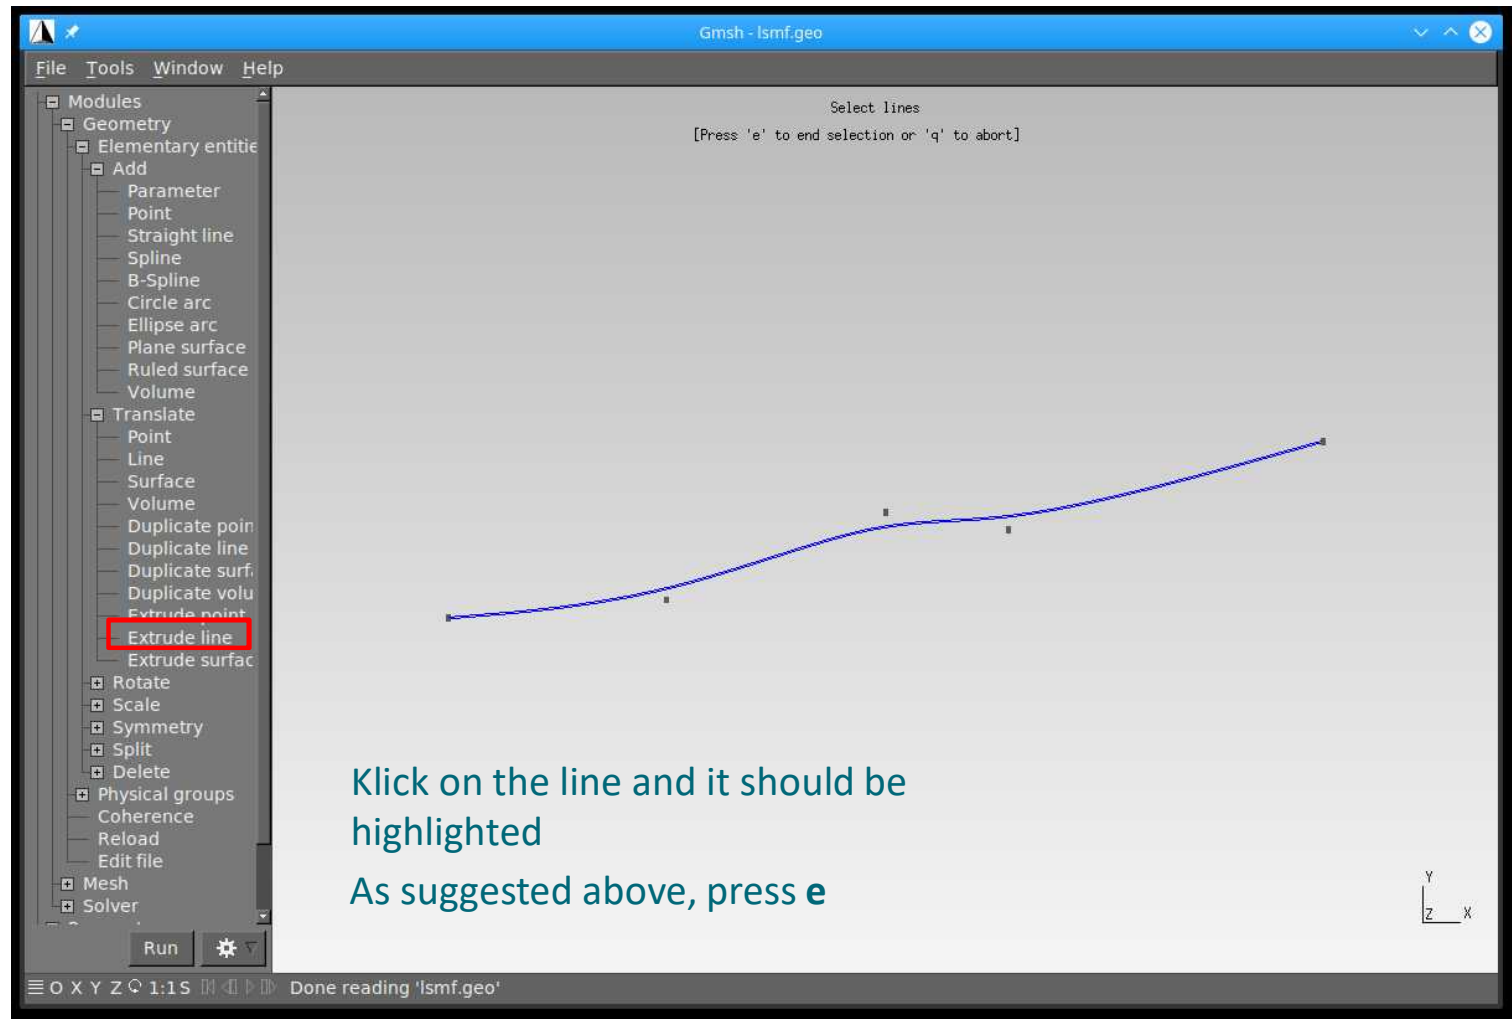 Gmsh - lsmf.geo
File Tools Window Help
Modules
Geometry
Elementary entitie
Add
Parameter
Point
Straight line
Spline
B-Spline
Circle arc
Ellipse arc
Plane surface
Ruled surface
Volume
Translate
Point
Line
Surface
Volume
Duplicate poin
Duplicate line
Duplicate surf
Duplicate volu
Extrude point
Extrude line
Extrude surfac
Rotate
Scale
Symmetry
Split
Delete
Physical groups
Coherence
Reload
Edit file
Mesh
Solver
Run
Select lines
[Press 'e' to end selection or 'q' to abort]
Klick on the line and it should be
highlighted
As suggested above, press e
Y
Z X
O X Y Z 1:1 S Done reading 'lsmf.geo'